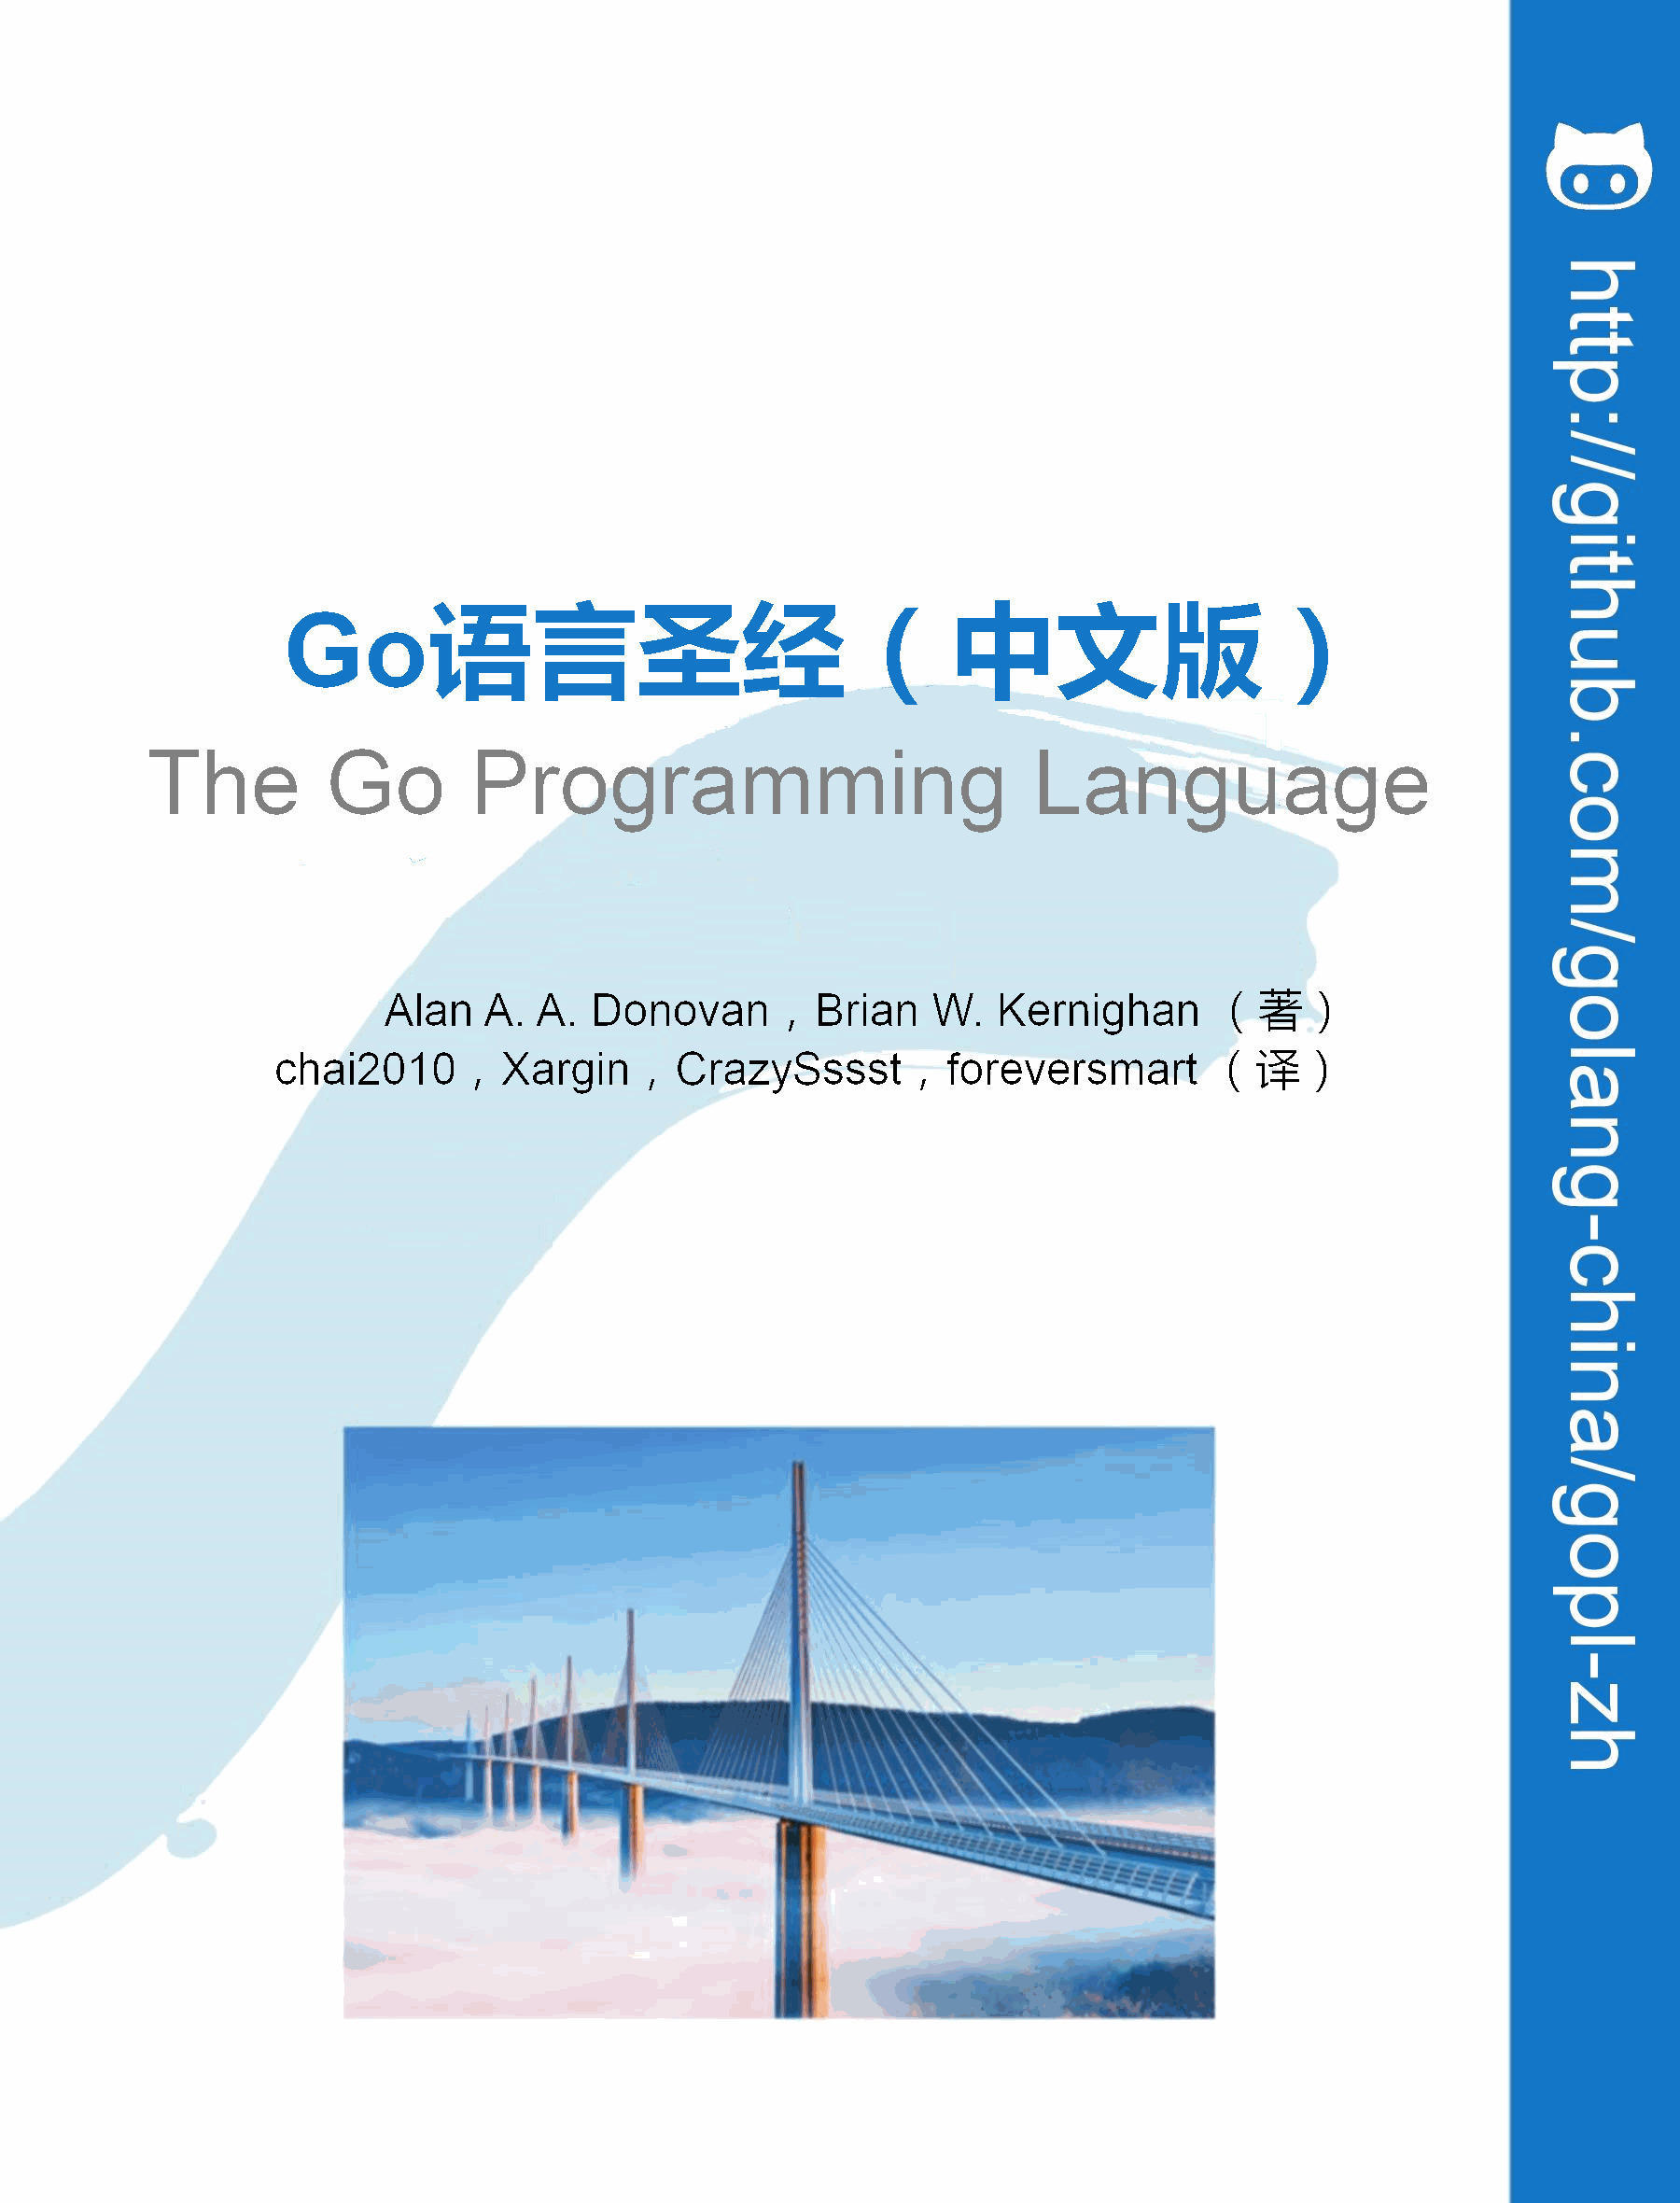 Go语言圣经（中文版）
The Go Programming Language
Alan A. A. Donovan，Brian W. Kernighan （著）
chai2010，Xargin，CrazySssst，foreversmart （译）
http://github.com/golang-china/gopl-zh